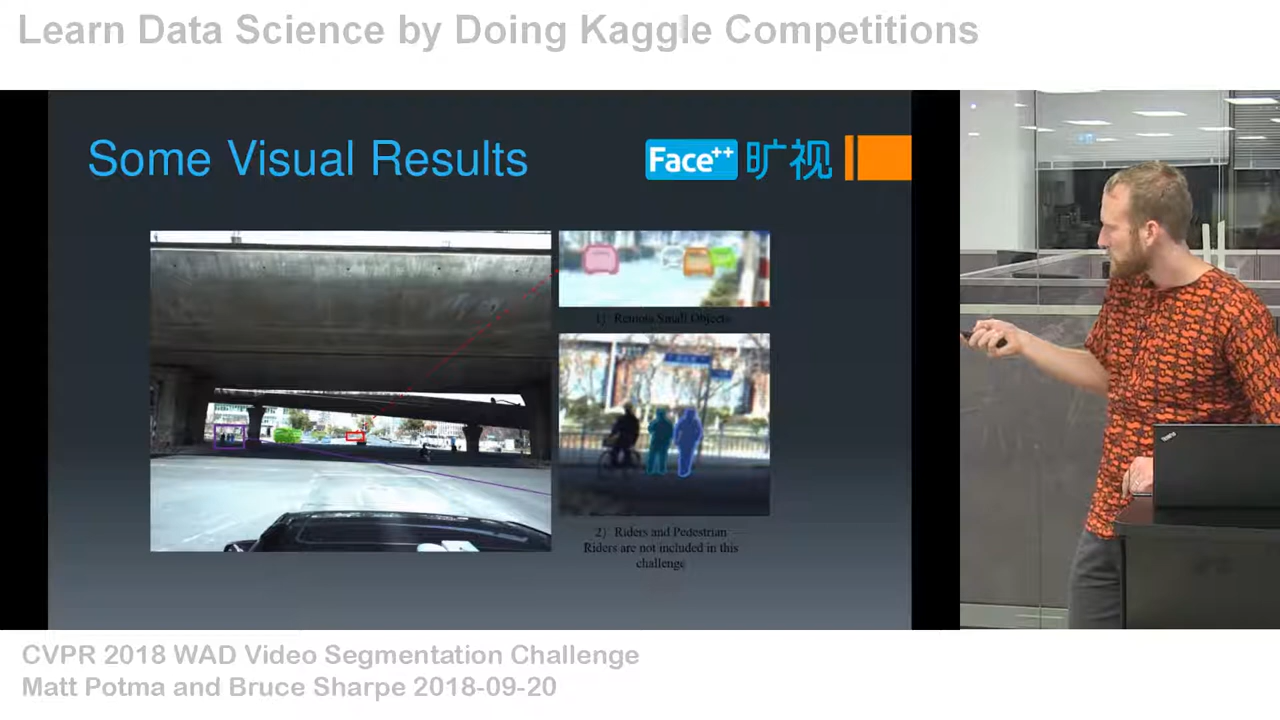 Learn Data Science by Doing Kaggle Competitions
Some Visual Results
Face++ 旷视
1) Remote Small Objects
2) Riders and Pedestrian
Riders are not included in this
challenge
ThinkPad
CVPR 2018 WAD Video Segmentation Challenge
Matt Potma and Bruce Sharpe 2018-09-20